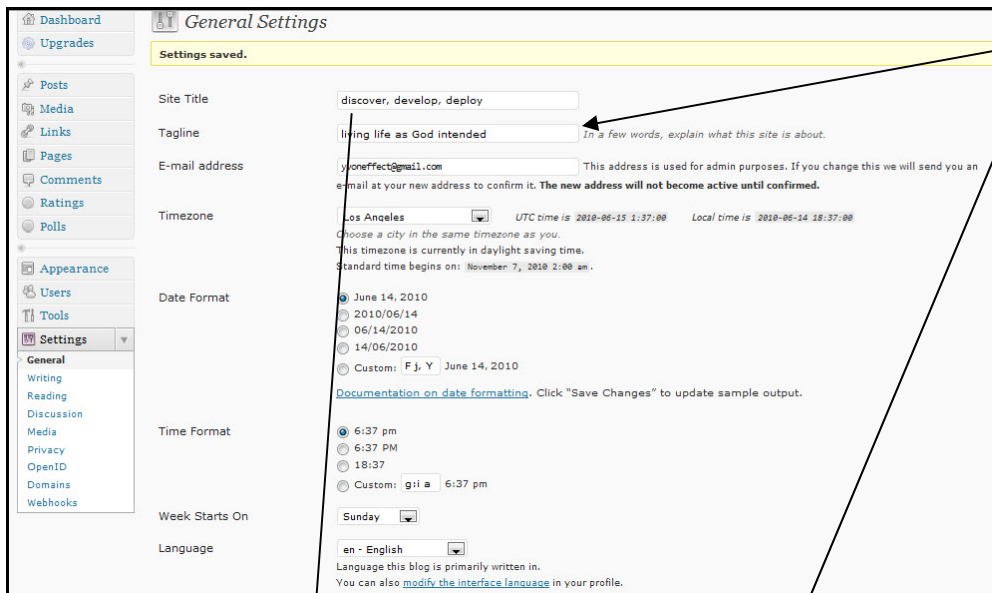 Dashboard
Upgrades
Posts
Media
Links
Pages
Comments
Ratings
Polls
Appearance
Users
Tools
Settings
General
Writing
Reading
Discussion
Media
Privacy
OpenID
Domains
Webhooks
General Settings
Settings saved.
Site Title discover, develop, deploy
Tagline living life as God intended In a few words, explain what this site is about.
E-mail address yvoneffect@gmail.com This address is used for admin purposes. If you change this we will send you an
e-mail at your new address to confirm it. The new address will not become active until confirmed.
Timezone Los Angeles UTC time is 2010-06-15 1:37:00 Local time is 2010-06-14 18:37:00
Choose a city in the same timezone as you.
This timezone is currently in daylight saving time.
Standard time begins on: November 7, 2010 2:00 am.
Date Format June 14, 2010
2010/06/14
06/14/2010
14/06/2010
Custom: F j, Y June 14, 2010
Documentation on date formatting. Click “Save Changes” to update sample output.
Time Format 6:37 pm
6:37 PM
18:37
Custom: g:i a 6:37 pm
Week Starts On Sunday
Language en - English
Language this blog is primarily written in.
You can also modify the interface language in your profile.